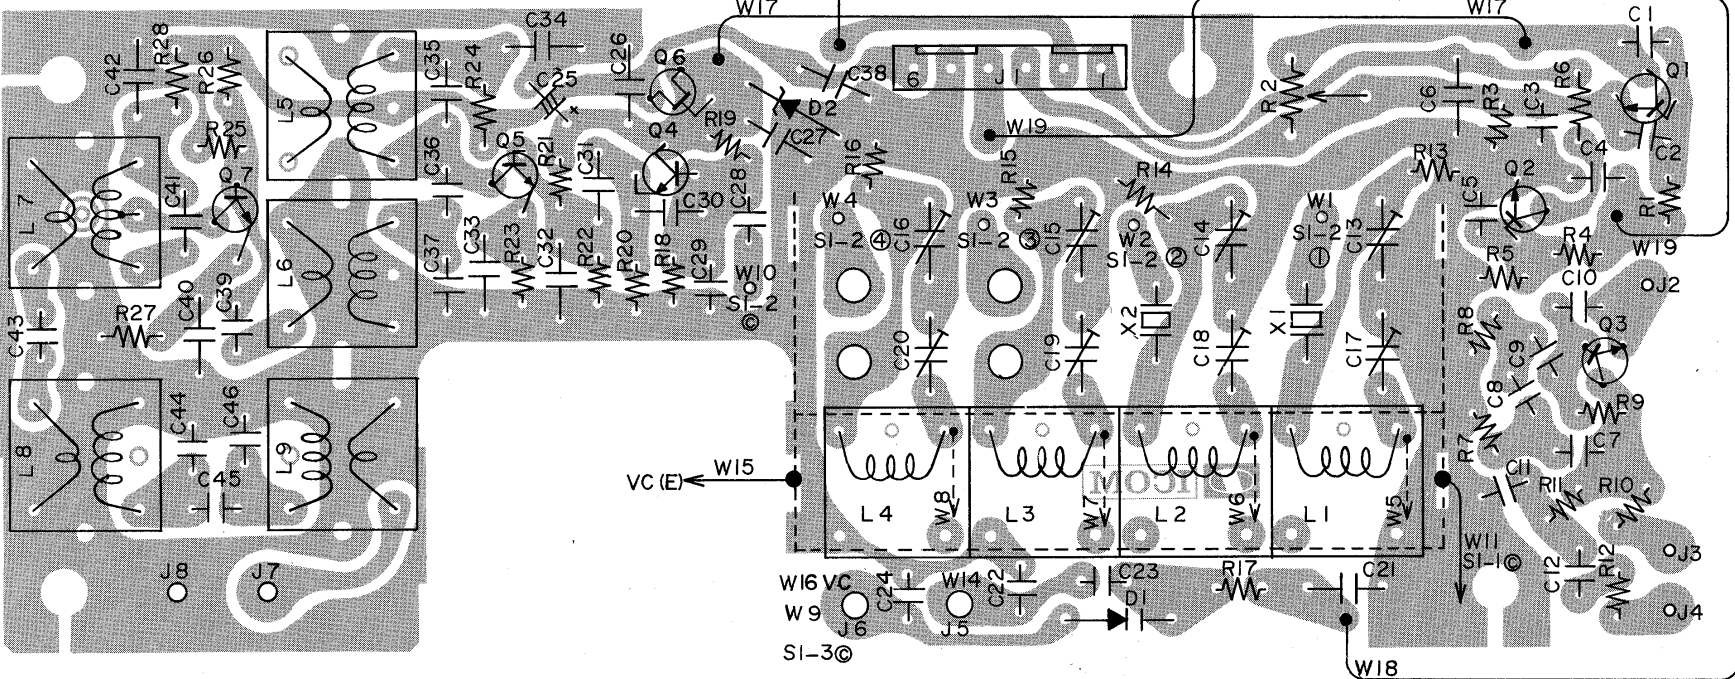 W17
W17
C34
C1
R28
C42
R26
C35
R24
C25
C26
Q6
C38
6
J1
1
R2
C6
R3
C3
R6
Q1
L5
D2
R19
C27
W19
R25
Q5
R21
C31
Q4
R16
R15
R14
R13
C4
C2
C36
Q7
C41
L7
C30
C28
W4
W3
W1
Q2
C5
R1
S1-2 ④
C16
S1-2 ③
C15
W2
S1-2 ②
C14
S1-2
①
C13
R4
W19
C37
C33
R23
C32
R22
R20
R18
C29
W10
S1-2
©
R5
C10
J2
L6
C43
R27
C40
C39
C20
C19
X2
C18
X1
C17
R8
C9
Q3
C8
R9
C44
C46
L8
L9
C45
R7
C7
VC (E)
W15
ICOM
L4
W8
L3
W7
L2
W6
L1
W5
C11
R11
R10
W11
S1-1©
J8
J7
W16 VC
W9
J6
C24
W14
J5
C22
C23
D1
R17
C21
C12
R12
J3
J4
S1-3©
W18